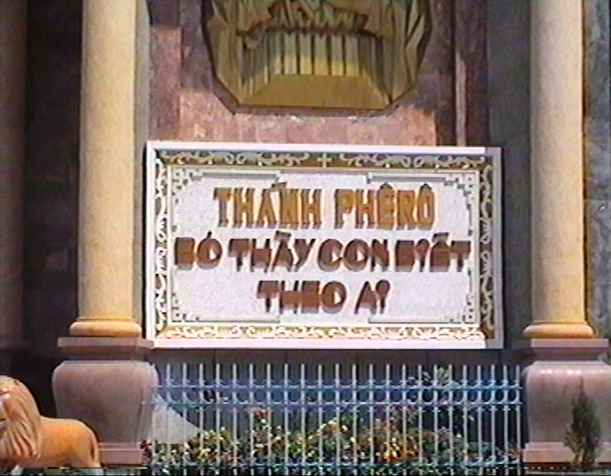 THÁNH PHÊRÔ
BỎ THẦY CON BIẾT
THEO AI